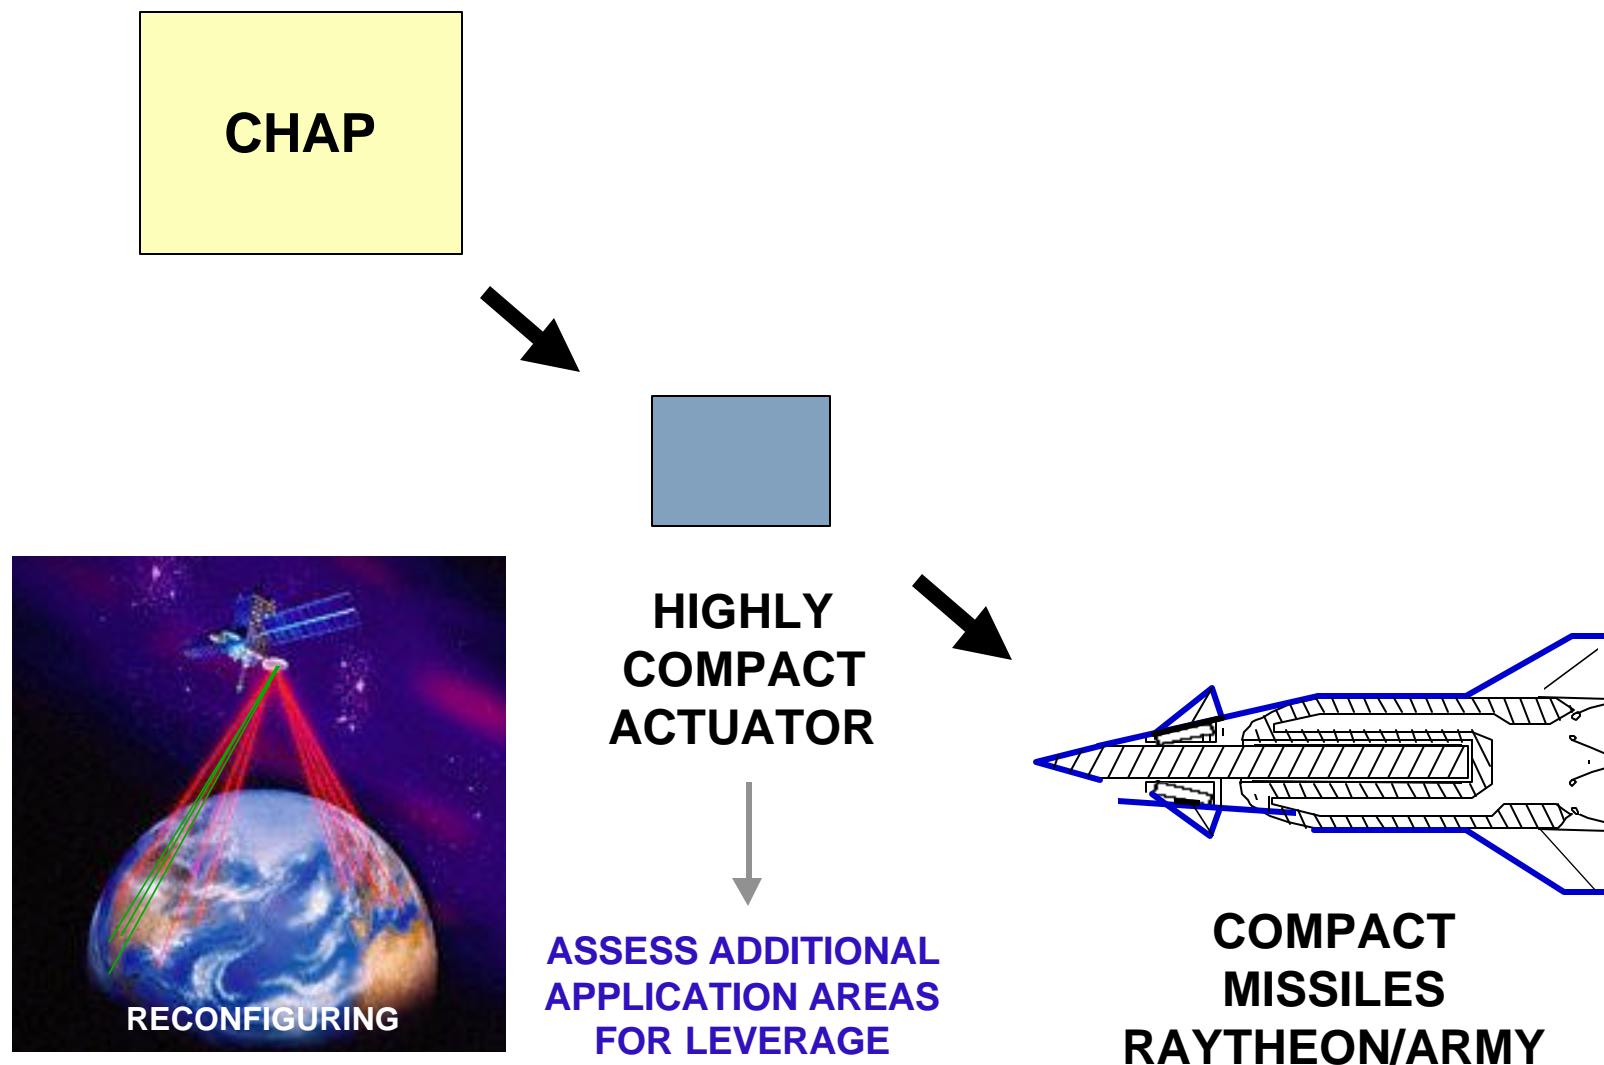 CHAP
HIGHLY
COMPACT
ACTUATOR
ASSESS ADDITIONAL
APPLICATION AREAS
FOR LEVERAGE
RECONFIGURING
COMPACT
MISSILES
RAYTHEON/ARMY